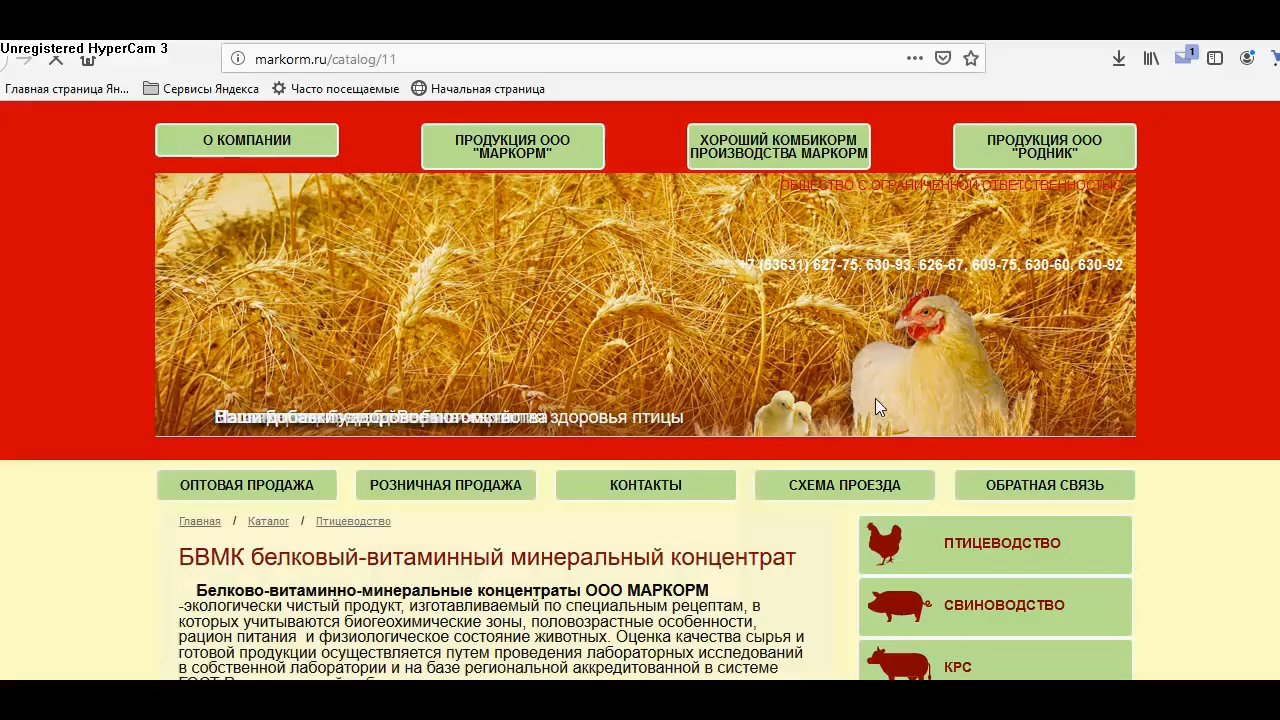 Unregistered HyperCam 3
markorm.ru/catalog/11
1
Главная страница Ян...
Сервисы Яндекса
Часто посещаемые
Начальная страница
О КОМПАНИИ
ПРОДУКЦИЯ ООО
"МАРКОРМ"
ХОРОШИЙ КОМБИКОРМ
ПРОИЗВОДСТВА МАРКОРМ
ПРОДУКЦИЯ ООО
"РОДНИК"
ОБЩЕСТВО С ОГРАНИЧЕННОЙ ОТВЕТСТВЕННОСТЬЮ
+7 (83631) 627-75, 630-93, 626-67, 609-75, 630-60, 630-92
здоровья птицы
ОПТОВАЯ ПРОДАЖА
РОЗНИЧНАЯ ПРОДАЖА
КОНТАКТЫ
СХЕМА ПРОЕЗДА
ОБРАТНАЯ СВЯЗЬ
Главная / Каталог / Птицеводство
БВМК белковый-витаминный минеральный концентрат
Белково-витаминно-минеральные концентраты ООО МАРКОРМ
-экологически чистый продукт, изготавливаемый по специальным рецептам, в
которых учитываются биогеохимические зоны, половозрастные особенности,
рацион питания и физиологическое состояние животных. Оценка качества сырья и
готовой продукции осуществляется путем проведения лабораторных исследований
в собственной лаборатории и на базе региональной аккредитованной в системе
ПТИЦЕВОДСТВО
СВИНОВОДСТВО
КРС